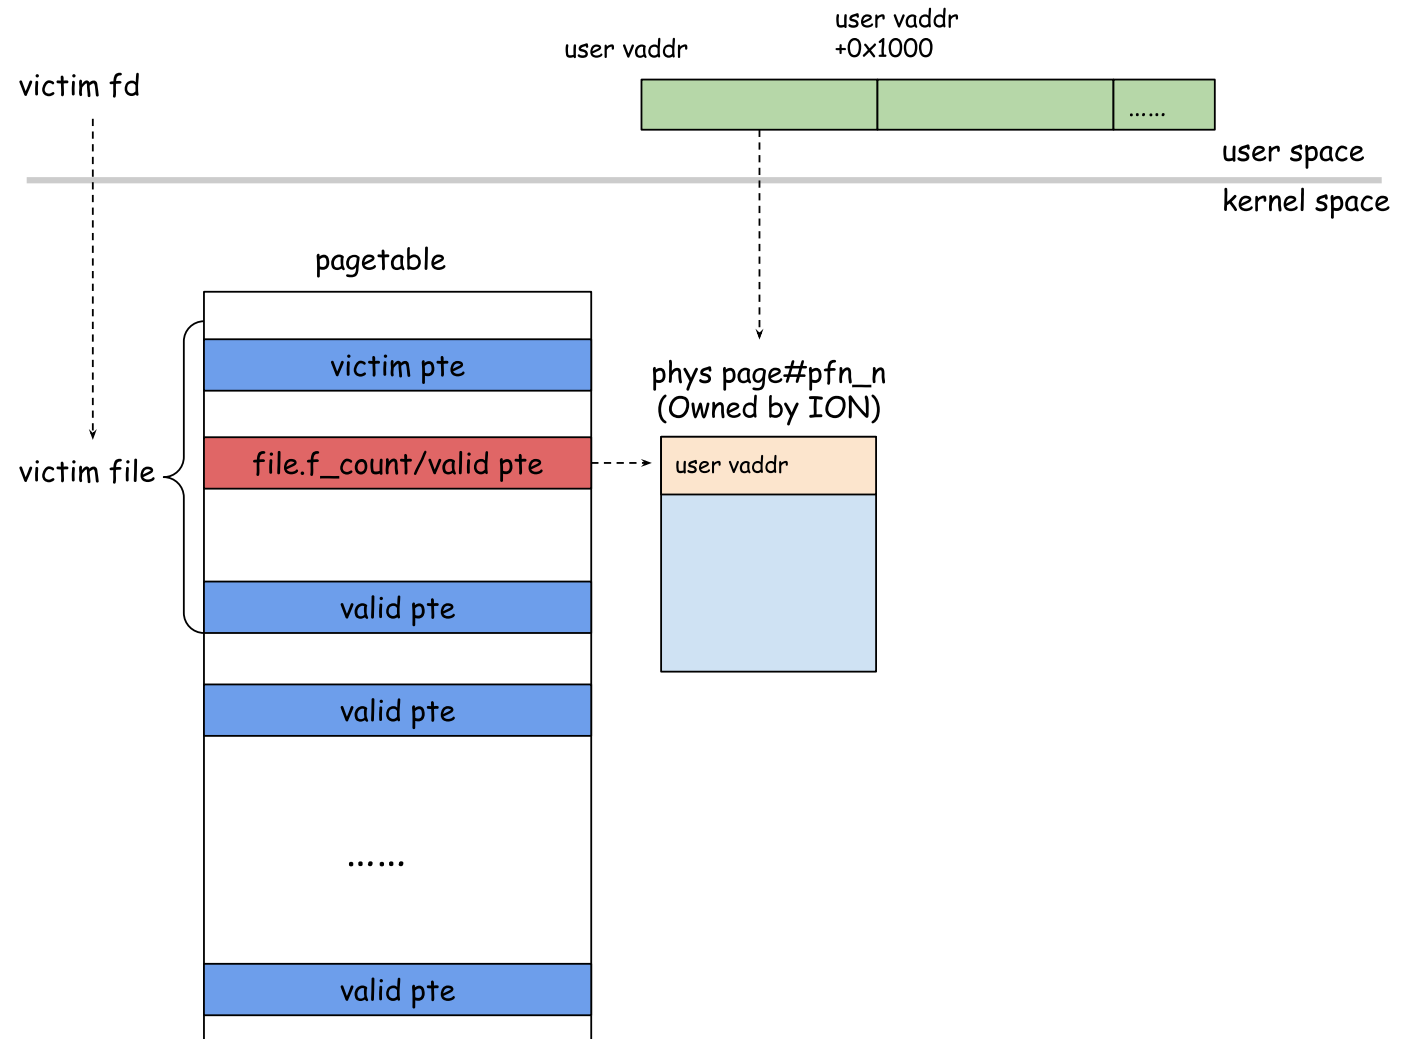 user vaddr
user vaddr
+0x1000
victim fd
……
user space
kernel space
pagetable
victim pte
phys page#pfn_n
(Owned by ION)
victim file
file.f_count/valid pte
user vaddr
valid pte
valid pte
……
valid pte